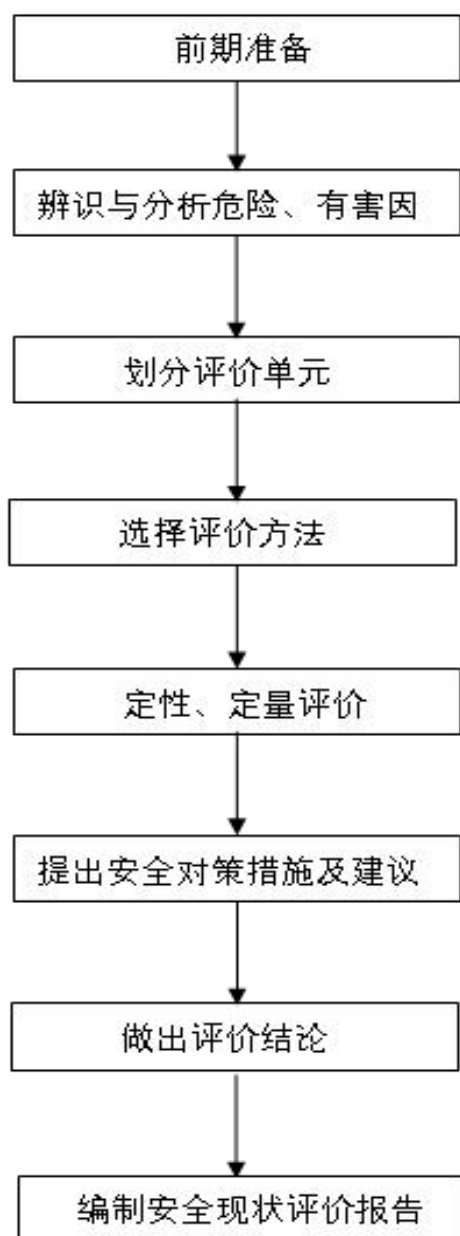 前期准备
辨识与分析危险、有害因
划分评价单元
选择评价方法
定性、定量评价
提出安全对策措施及建议
做出评价结论
编制安全现状评价报告